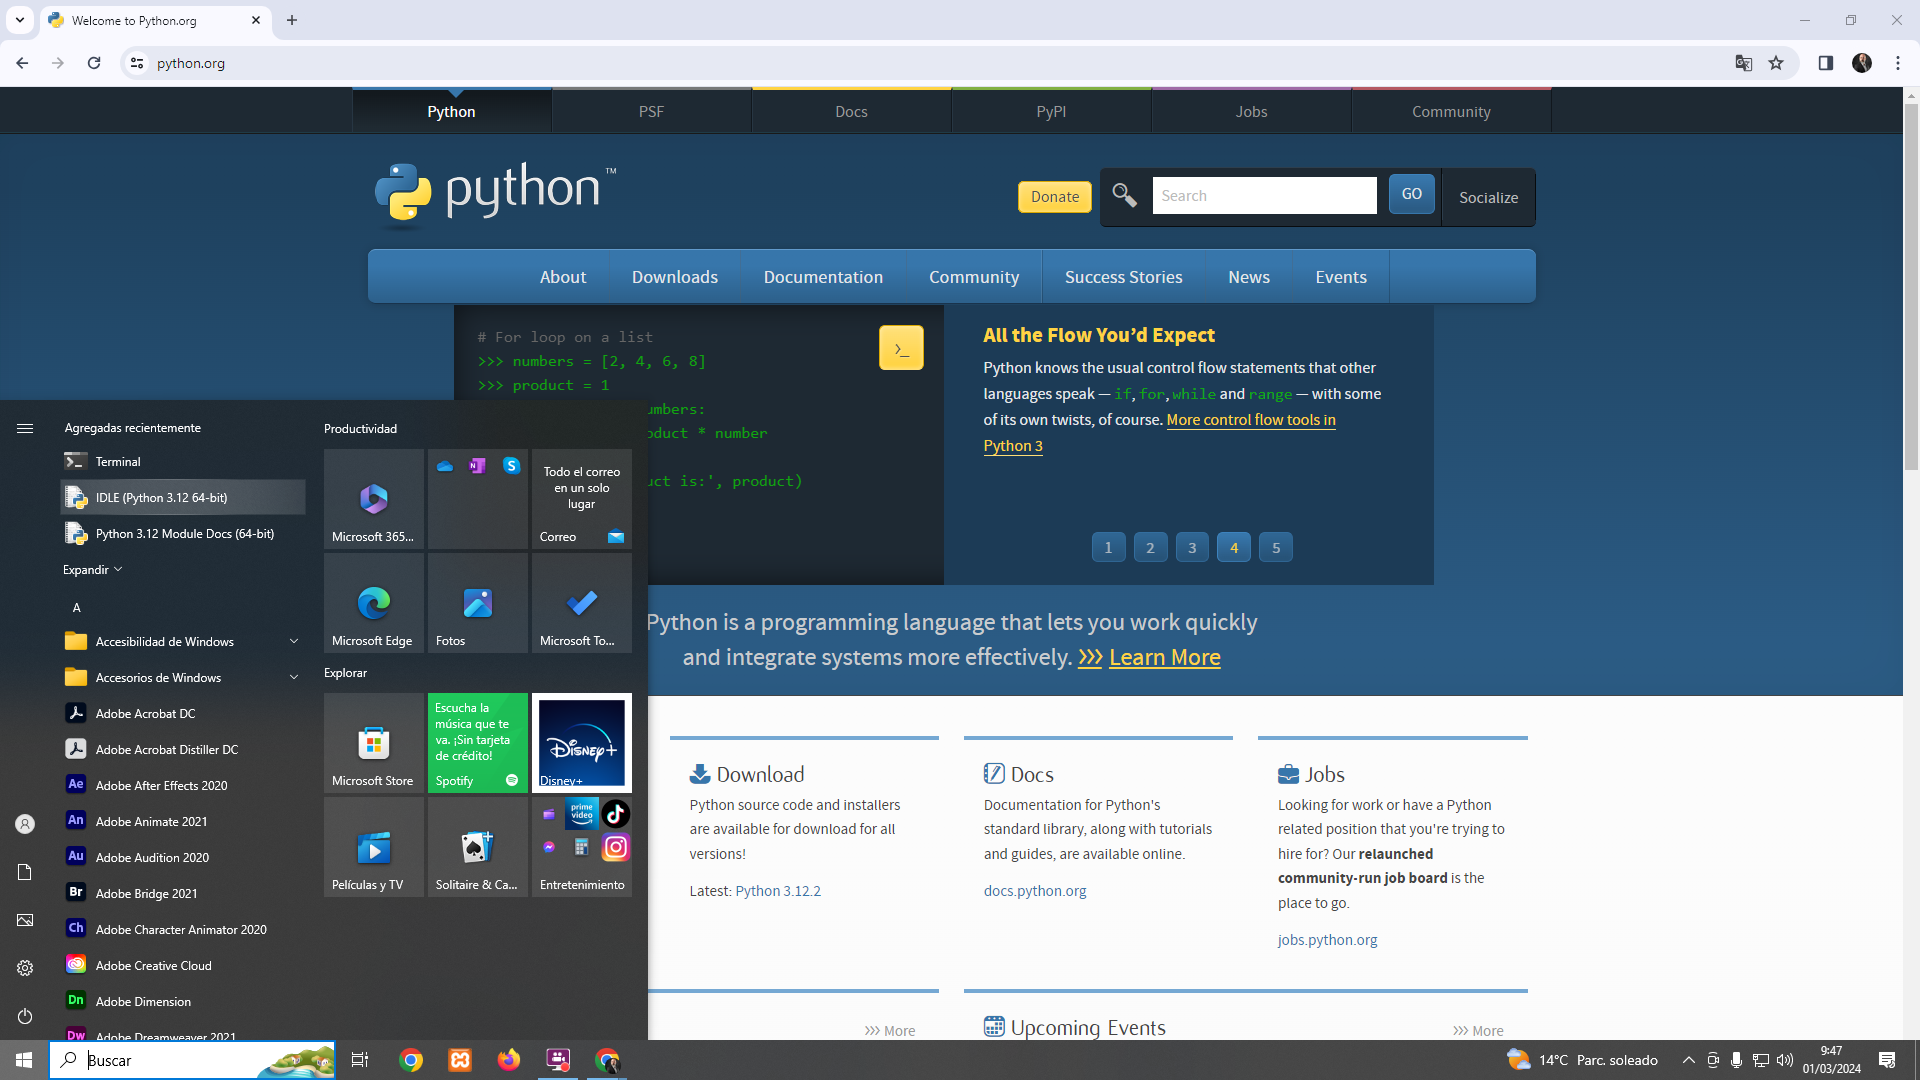 Welcome to Python.org
python.org
Python
PSF
Docs
PyPI
Jobs
Community
python™
Donate
Search
GO
Socialize
About
Downloads
Documentation
Community
Success Stories
News
Events
# For loop on a list
>>> numbers = [2, 4, 6, 8]
>>> product = 1
umbers:
duct * number
uct is:', product)
>_
All the Flow You’d Expect
Python knows the usual control flow statements that other
languages speak — if, for, while and range — with some
of its own twists, of course. More control flow tools in
Python 3
1
2
3
4
5
Python is a programming language that lets you work quickly
and integrate systems more effectively. >>> Learn More
Download
Python source code and installers
are available for download for all
versions!
Latest: Python 3.12.2
Docs
Documentation for Python's
standard library, along with tutorials
and guides, are available online.
docs.python.org
Jobs
Looking for work or have a Python
related position that you're trying to
hire for? Our relaunched
community-run job board is the
place to go.
jobs.python.org
>>> More
Upcoming Events
>>> More
Agregadas recientemente
Terminal
IDLE (Python 3.12 64-bit)
Python 3.12 Module Docs (64-bit)
Expandir
A
Accesibilidad de Windows
Accesorios de Windows
Adobe Acrobat DC
Adobe Acrobat Distiller DC
Ae Adobe After Effects 2020
An Adobe Animate 2021
Au Adobe Audition 2020
Br Adobe Bridge 2021
Ch Adobe Character Animator 2020
Adobe Creative Cloud
Dn Adobe Dimension
Dw Adobe Dreamweaver 2021
Productividad
Microsoft 365...
N
S
Todo el correo
en un solo
lugar
Correo
Microsoft Edge
Fotos
Microsoft To...
Explorar
Microsoft Store
Escucha la
música que te
va. ¡Sin tarjeta
de crédito!
Spotify
Disney+
Disney+
Películas y TV
Solitaire & Ca...
prime
video
Entretenimiento
Buscar
14°C Parc. soleado
9:47
01/03/2024